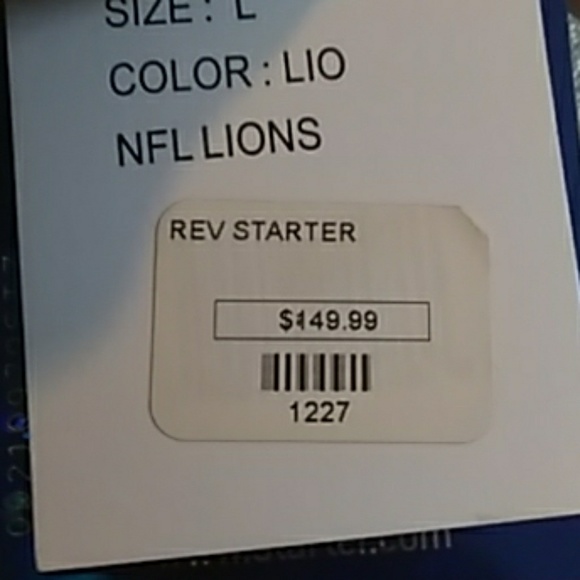 SIZE : L
COLOR : LIO
NFL LIONS
REV STARTER
$149.99
1227